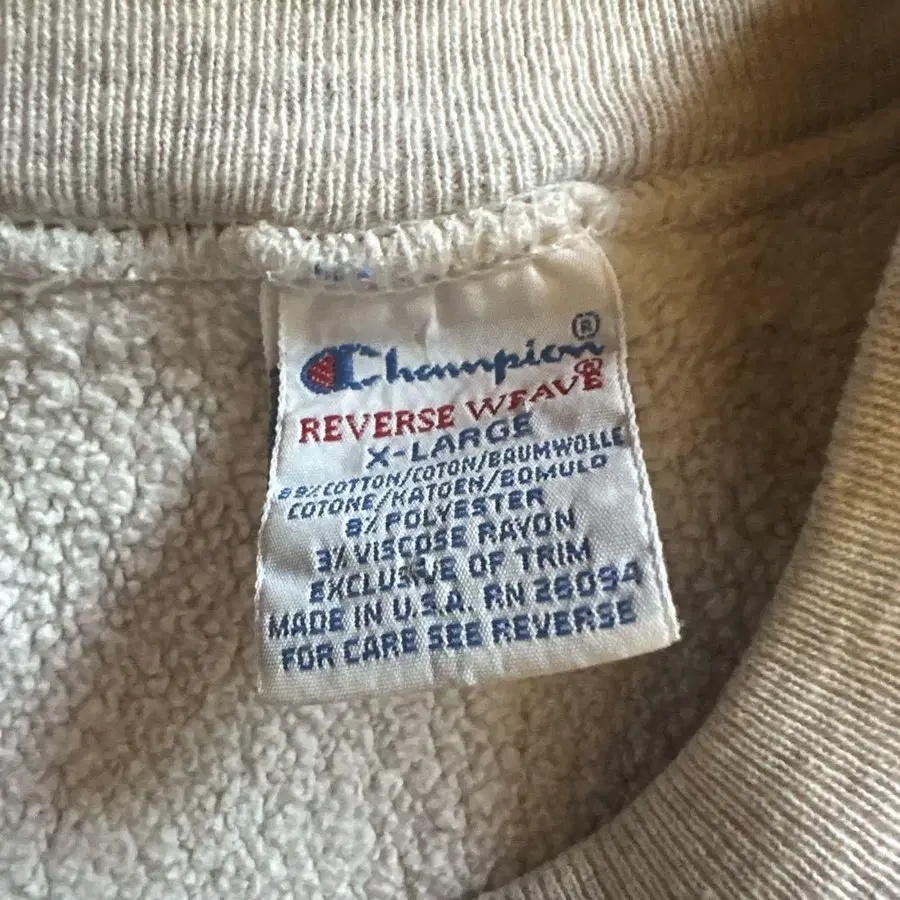 Champion®
REVERSE WEAVE®
X-LARGE
89% COTTON/COTON/BAUMWOLLE
COTONE/KATOEN/BOMULD
8% POLYESTER
3% VISCOSE RAYON
EXCLUSIVE OF TRIM
MADE IN U.S.A. RN 26094
FOR CARE SEE REVERSE